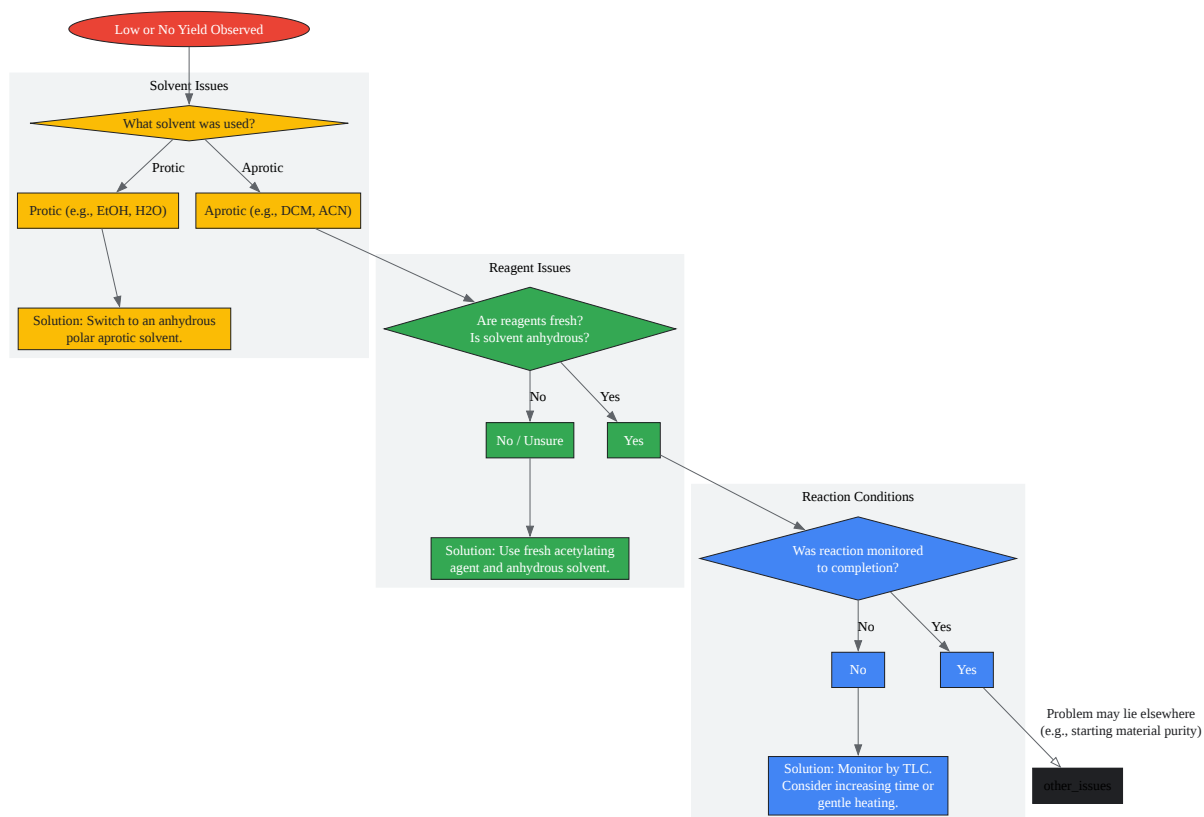 Low or No Yield Observed
Solvent Issues
What solvent was used?
Protic
Aprotic
Protic (e.g., EtOH, H2O)
Aprotic (e.g., DCM, ACN)
Solution: Switch to an anhydrous
polar aprotic solvent.
Reagent Issues
Are reagents fresh?
Is solvent anhydrous?
No
Yes
No / Unsure
Yes
Solution: Use fresh acetylating
agent and anhydrous solvent.
Reaction Conditions
Was reaction monitored
to completion?
No
Yes
No
Yes
Problem may lie elsewhere
(e.g., starting material purity)
Solution: Monitor by TLC.
Consider increasing time or
gentle heating.
other_issues